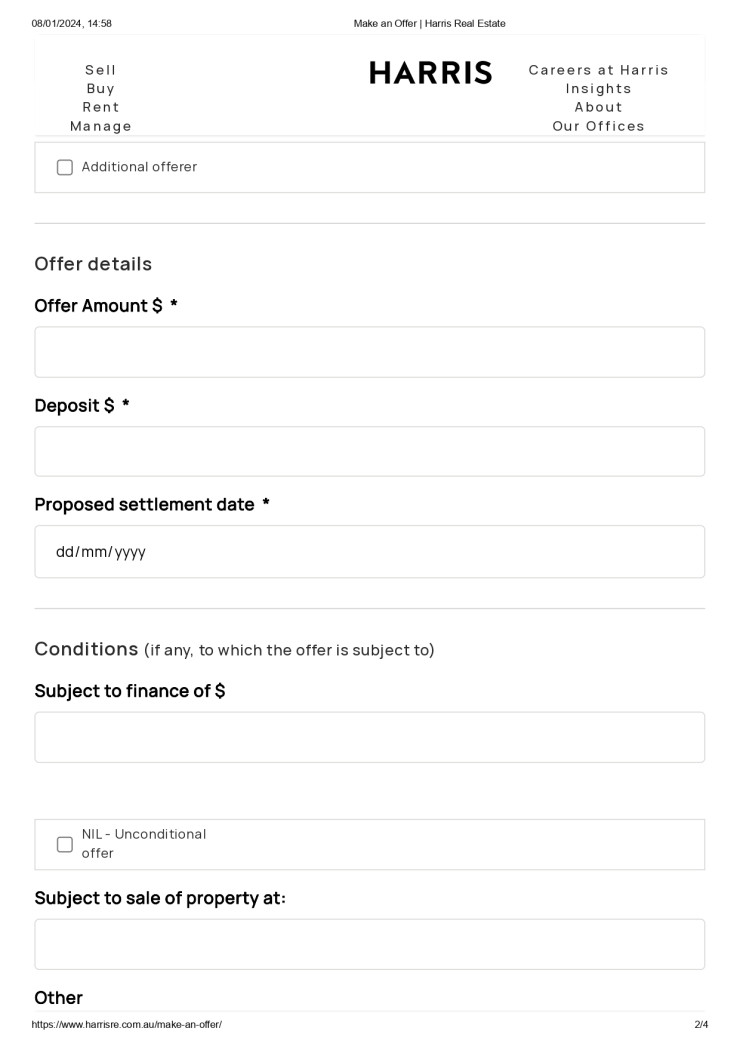 08/01/2024, 14:58
Make an Offer | Harris Real Estate
Sell
Buy
Rent
Manage
HARRIS
Careers at Harris
Insights
About
Our Offices
Additional offerer
Offer details
Offer Amount $ *
Deposit $ *
Proposed settlement date *
dd/mm/yyyy
Conditions (if any, to which the offer is subject to)
Subject to finance of $
NIL - Unconditional
offer
Subject to sale of property at:
Other
https://www.harrisre.com.au/make-an-offer/
2/4